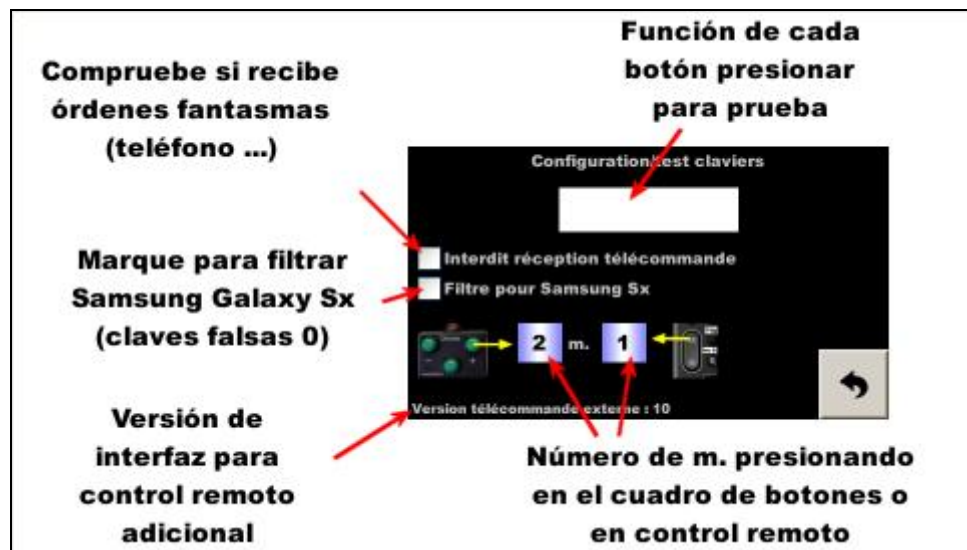 Función de cada
botón presionar
para prueba
Compruebe si recibe
órdenes fantasmas
(teléfono ...)
Configuration/test claviers
Interdit réception télécommande
Marque para filtrar
Samsung Galaxy Sx
(claves falsas 0)
Filtre pour Samsung Sx
2 m. 1
Version télécommande externe : 10
Versión de
interfaz para
control remoto
adicional
Número de m. presionando
en el cuadro de botones o
en control remoto